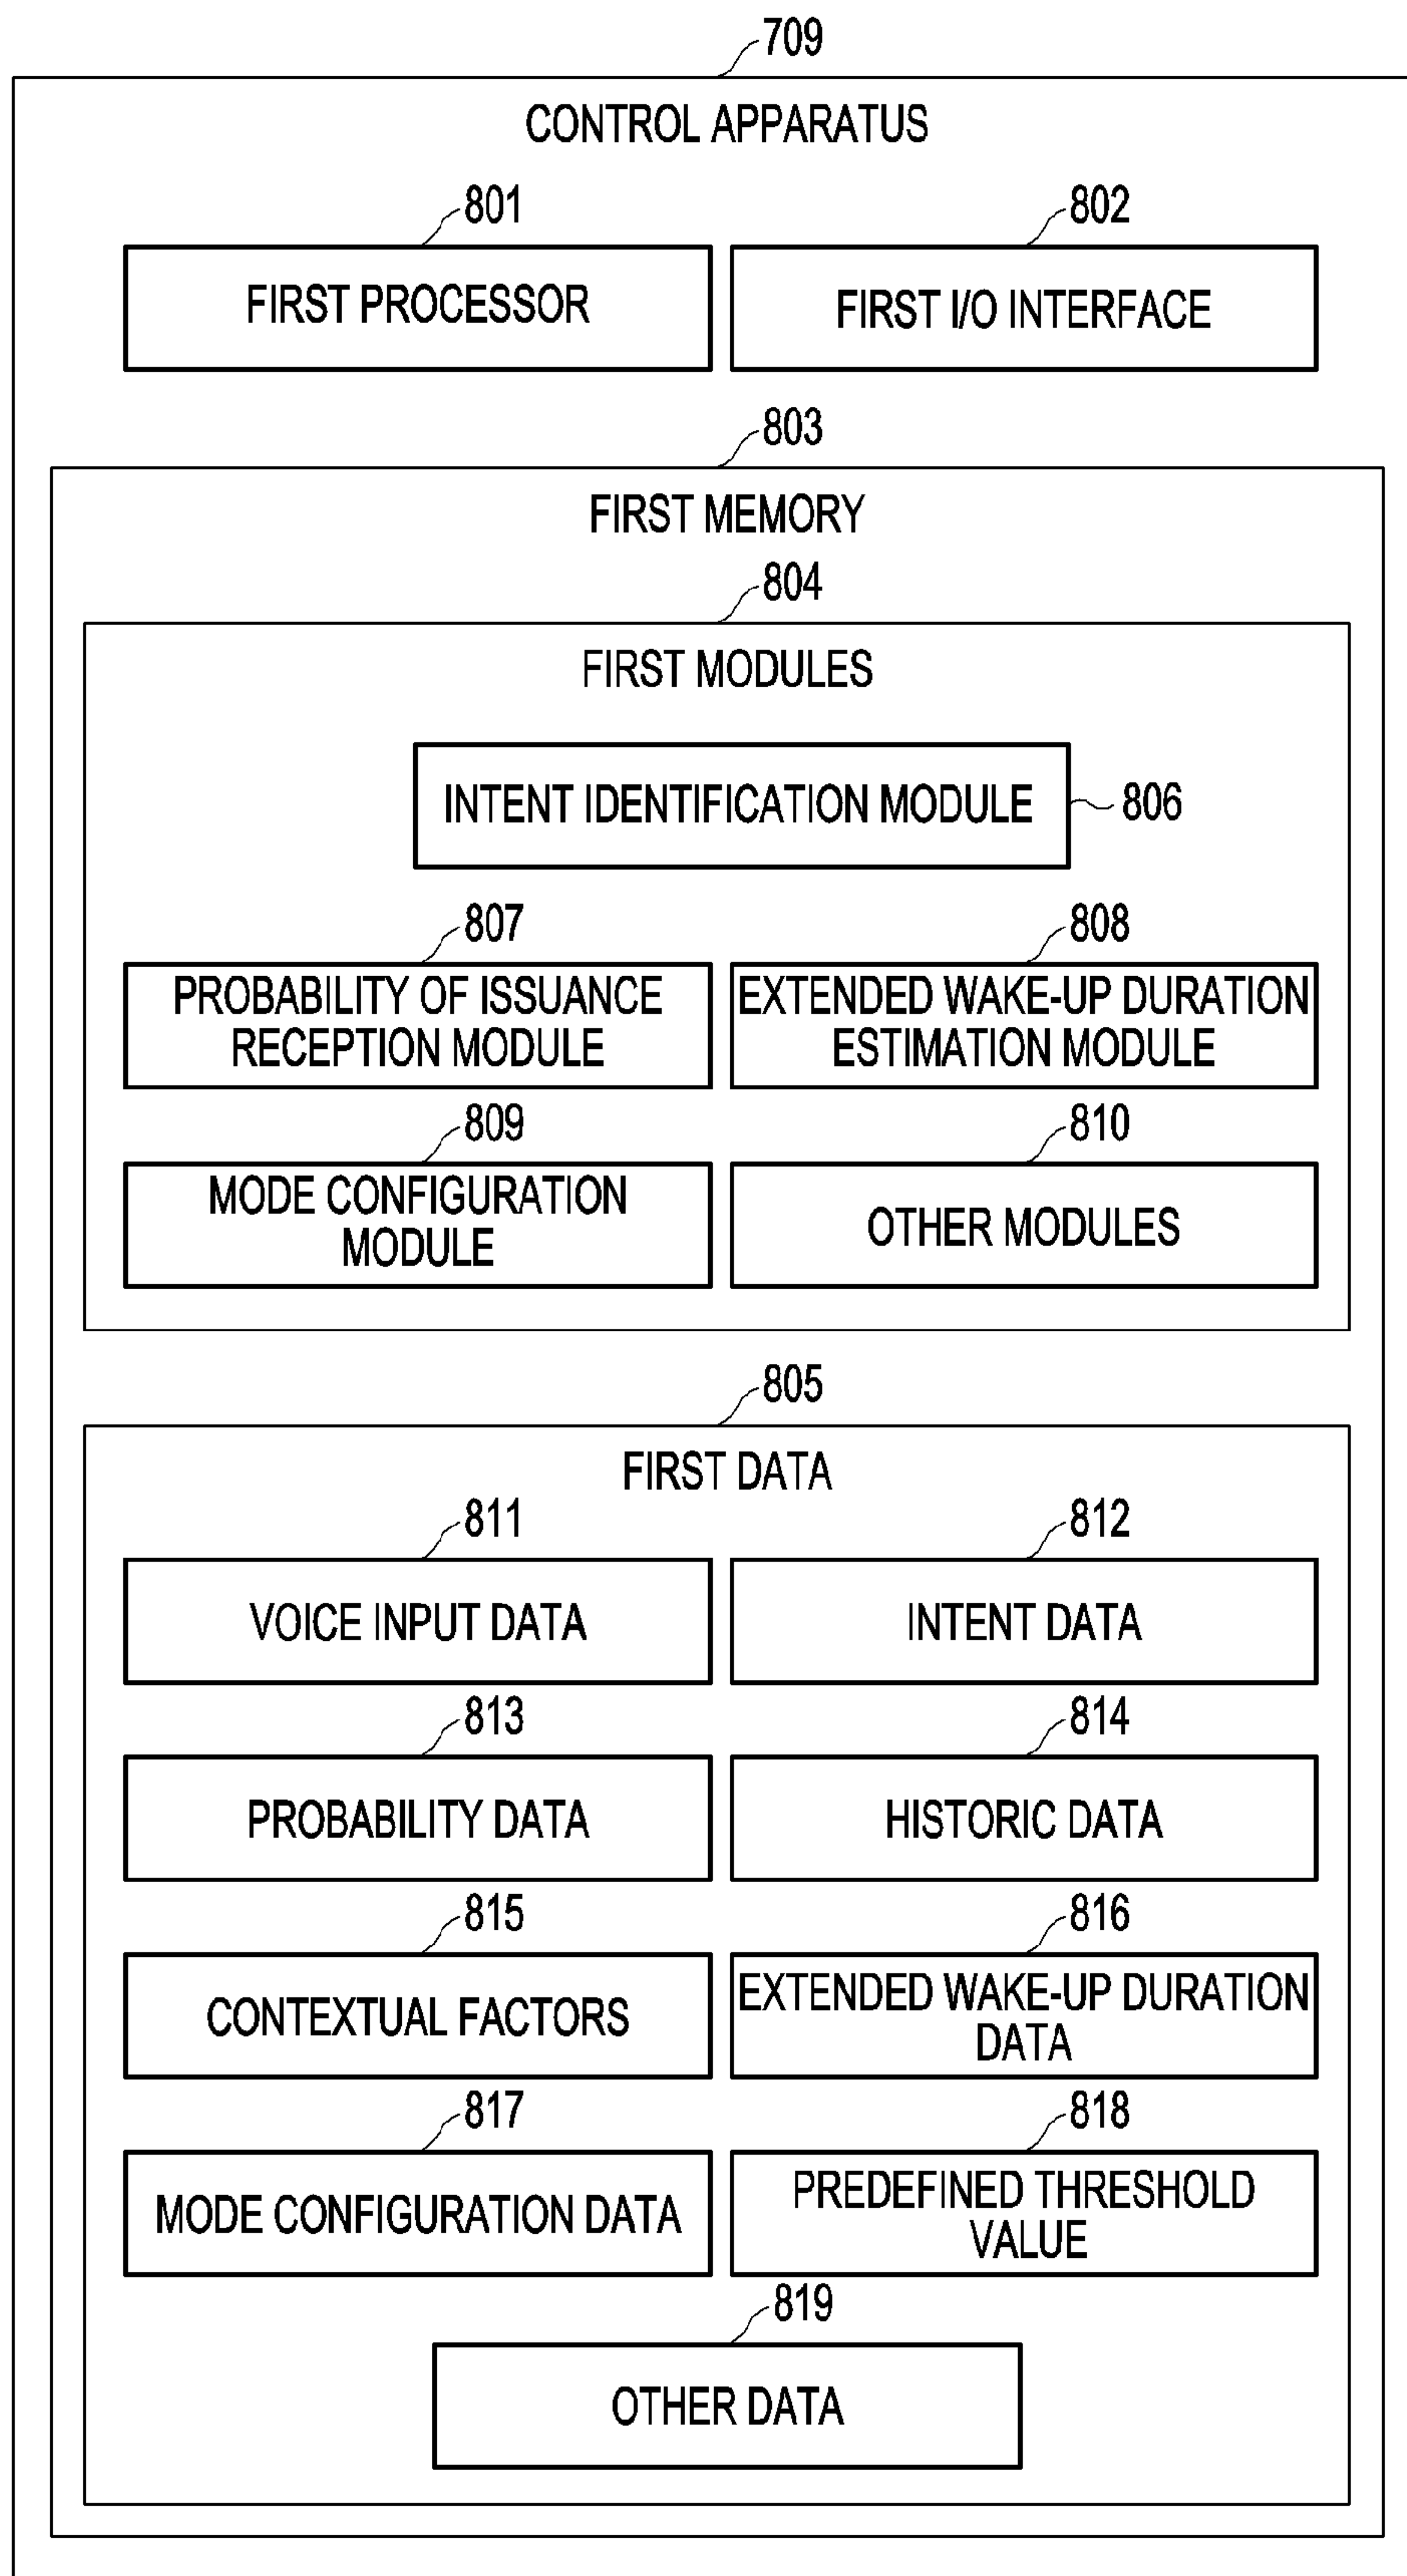 709
CONTROL APPARATUS
801
802
FIRST PROCESSOR
FIRST I/O INTERFACE
803
FIRST MEMORY
804
FIRST MODULES
INTENT IDENTIFICATION MODULE
806
807
808
PROBABILITY OF ISSUANCE
RECEPTION MODULE
EXTENDED WAKE-UP DURATION
ESTIMATION MODULE
809
810
MODE CONFIGURATION
MODULE
OTHER MODULES
805
FIRST DATA
811
812
VOICE INPUT DATA
INTENT DATA
813
814
PROBABILITY DATA
HISTORIC DATA
815
816
CONTEXTUAL FACTORS
EXTENDED WAKE-UP DURATION
DATA
817
818
MODE CONFIGURATION DATA
PREDEFINED THRESHOLD
VALUE
819
OTHER DATA